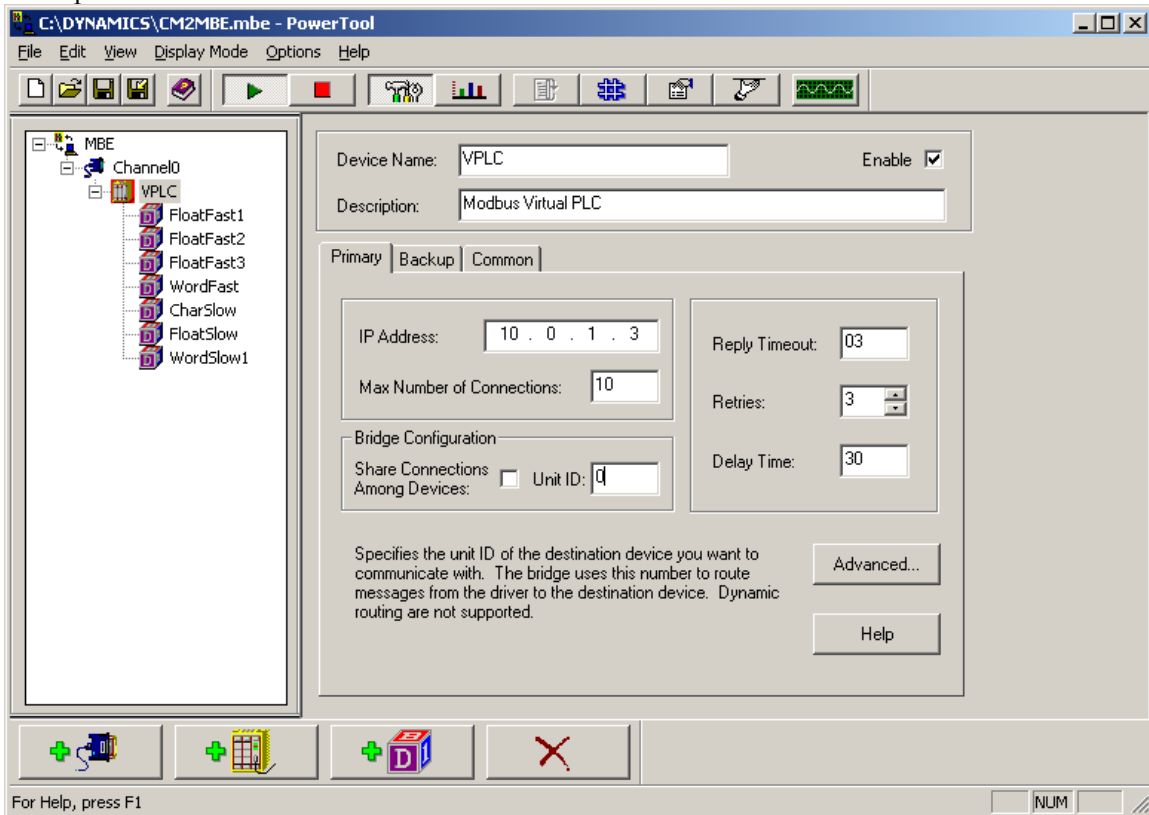 C:\DYNAMICS\CM2MBE.mbe - PowerTool
File Edit View Display Mode Options Help
MBE
Channel0
VPLC
FloatFast1
FloatFast2
FloatFast3
WordFast
CharSlow
FloatSlow
WordSlow1
Device Name: VPLC Enable
Description: Modbus Virtual PLC
Primary Backup Common
IP Address: 10 . 0 . 1 . 3
Max Number of Connections: 10
Reply Timeout: 03
Retries: 3
Delay Time: 30
Bridge Configuration
Share Connections
Among Devices:
Unit ID: 0
Specifies the unit ID of the destination device you want to
communicate with. The bridge uses this number to route
messages from the driver to the destination device. Dynamic
routing are not supported.
Advanced...
Help
D
For Help, press F1 NUM